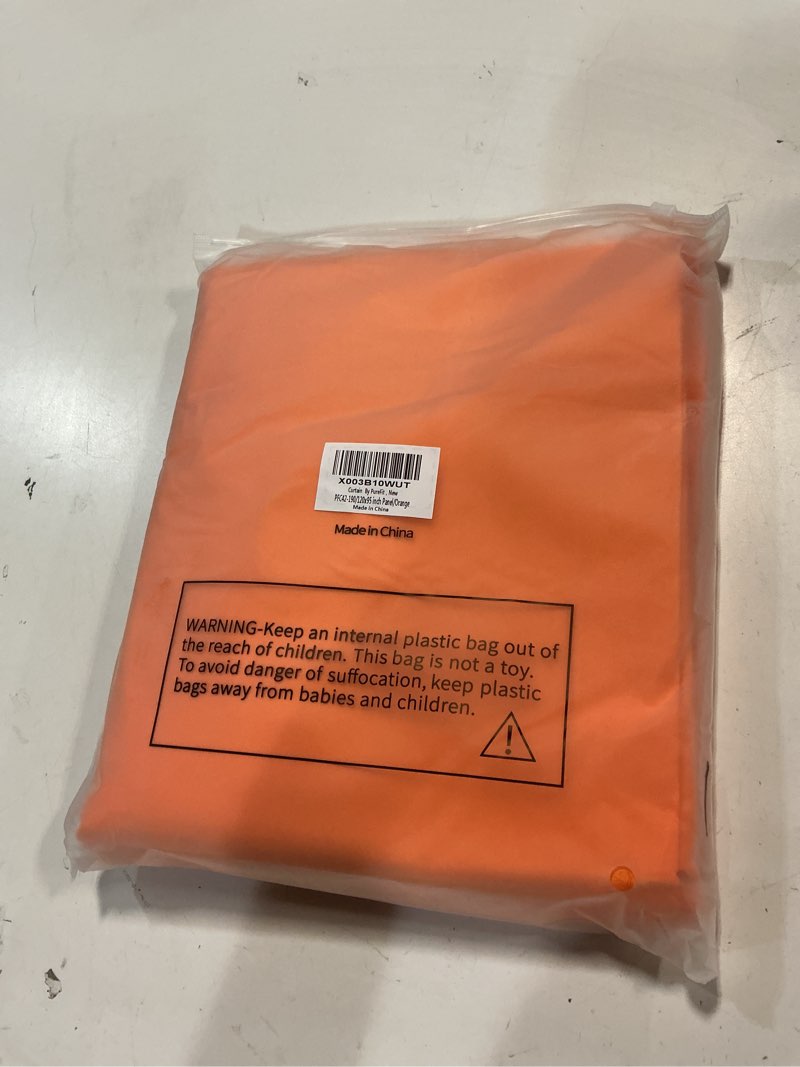 X003B10WUT
Curtain By PureFit , New
PFC42-190/120x95 inch Panel/Orange
Made in China
Made in China
WARNING-Keep an internal plastic bag out of
the reach of children. This bag is not a toy.
To avoid danger of suffocation, keep plastic
bags away from babies and children.